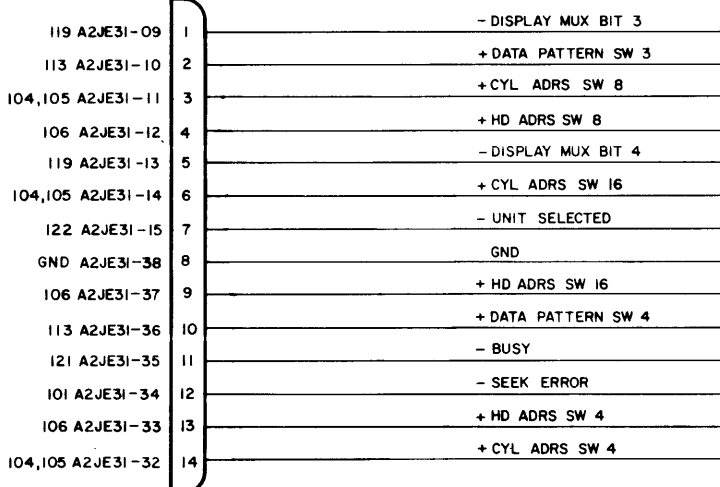 119 A2JE31-09 1 - DISPLAY MUX BIT 3
113 A2JE31-10 2 + DATA PATTERN SW 3
104,105 A2JE31-11 3 + CYL ADRS SW 8
106 A2JE31-12 4 + HD ADRS SW 8
119 A2JE31-13 5 - DISPLAY MUX BIT 4
104,105 A2JE31-14 6 + CYL ADRS SW 16
122 A2JE31-15 7 - UNIT SELECTED
GND A2JE31-38 8 GND
106 A2JE31-37 9 + HD ADRS SW 16
113 A2JE31-36 10 + DATA PATTERN SW 4
121 A2JE31-35 11 - BUSY
101 A2JE31-34 12 - SEEK ERROR
106 A2JE31-33 13 + HD ADRS SW 4
104,105 A2JE31-32 14 + CYL ADRS SW 4